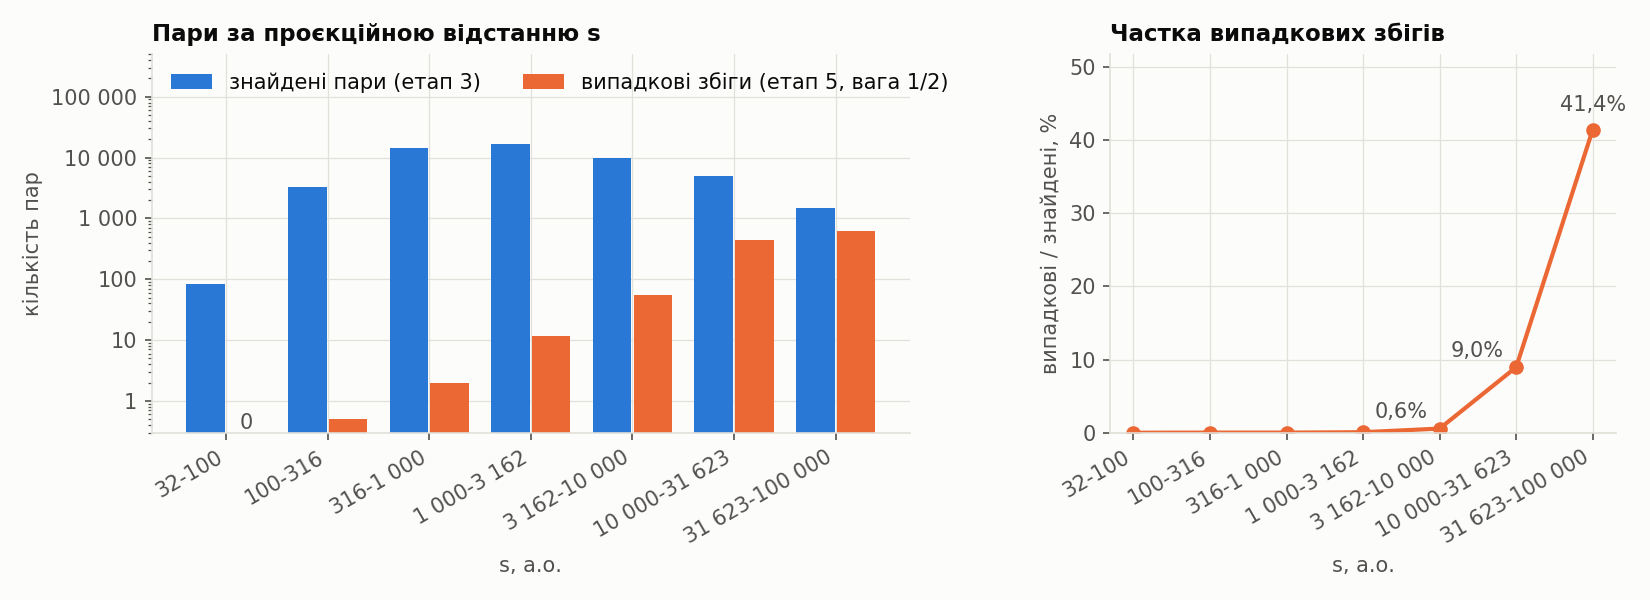 Пари за проєкційною відстанню s
знайдені пари (етап 3)
випадкові збіги (етап 5, вага 1/2)
кількість пар
100 000
10 000
1 000
100
10
1
0
32-100
100-316
316-1 000
1 000-3 162
3 162-10 000
10 000-31 623
31 623-100 000
s, а.о.
Частка випадкових збігів
випадкові / знайдені, %
50
40
30
20
10
0
0,6%
9,0%
41,4%
32-100
100-316
316-1 000
1 000-3 162
3 162-10 000
10 000-31 623
31 623-100 000
s, а.о.